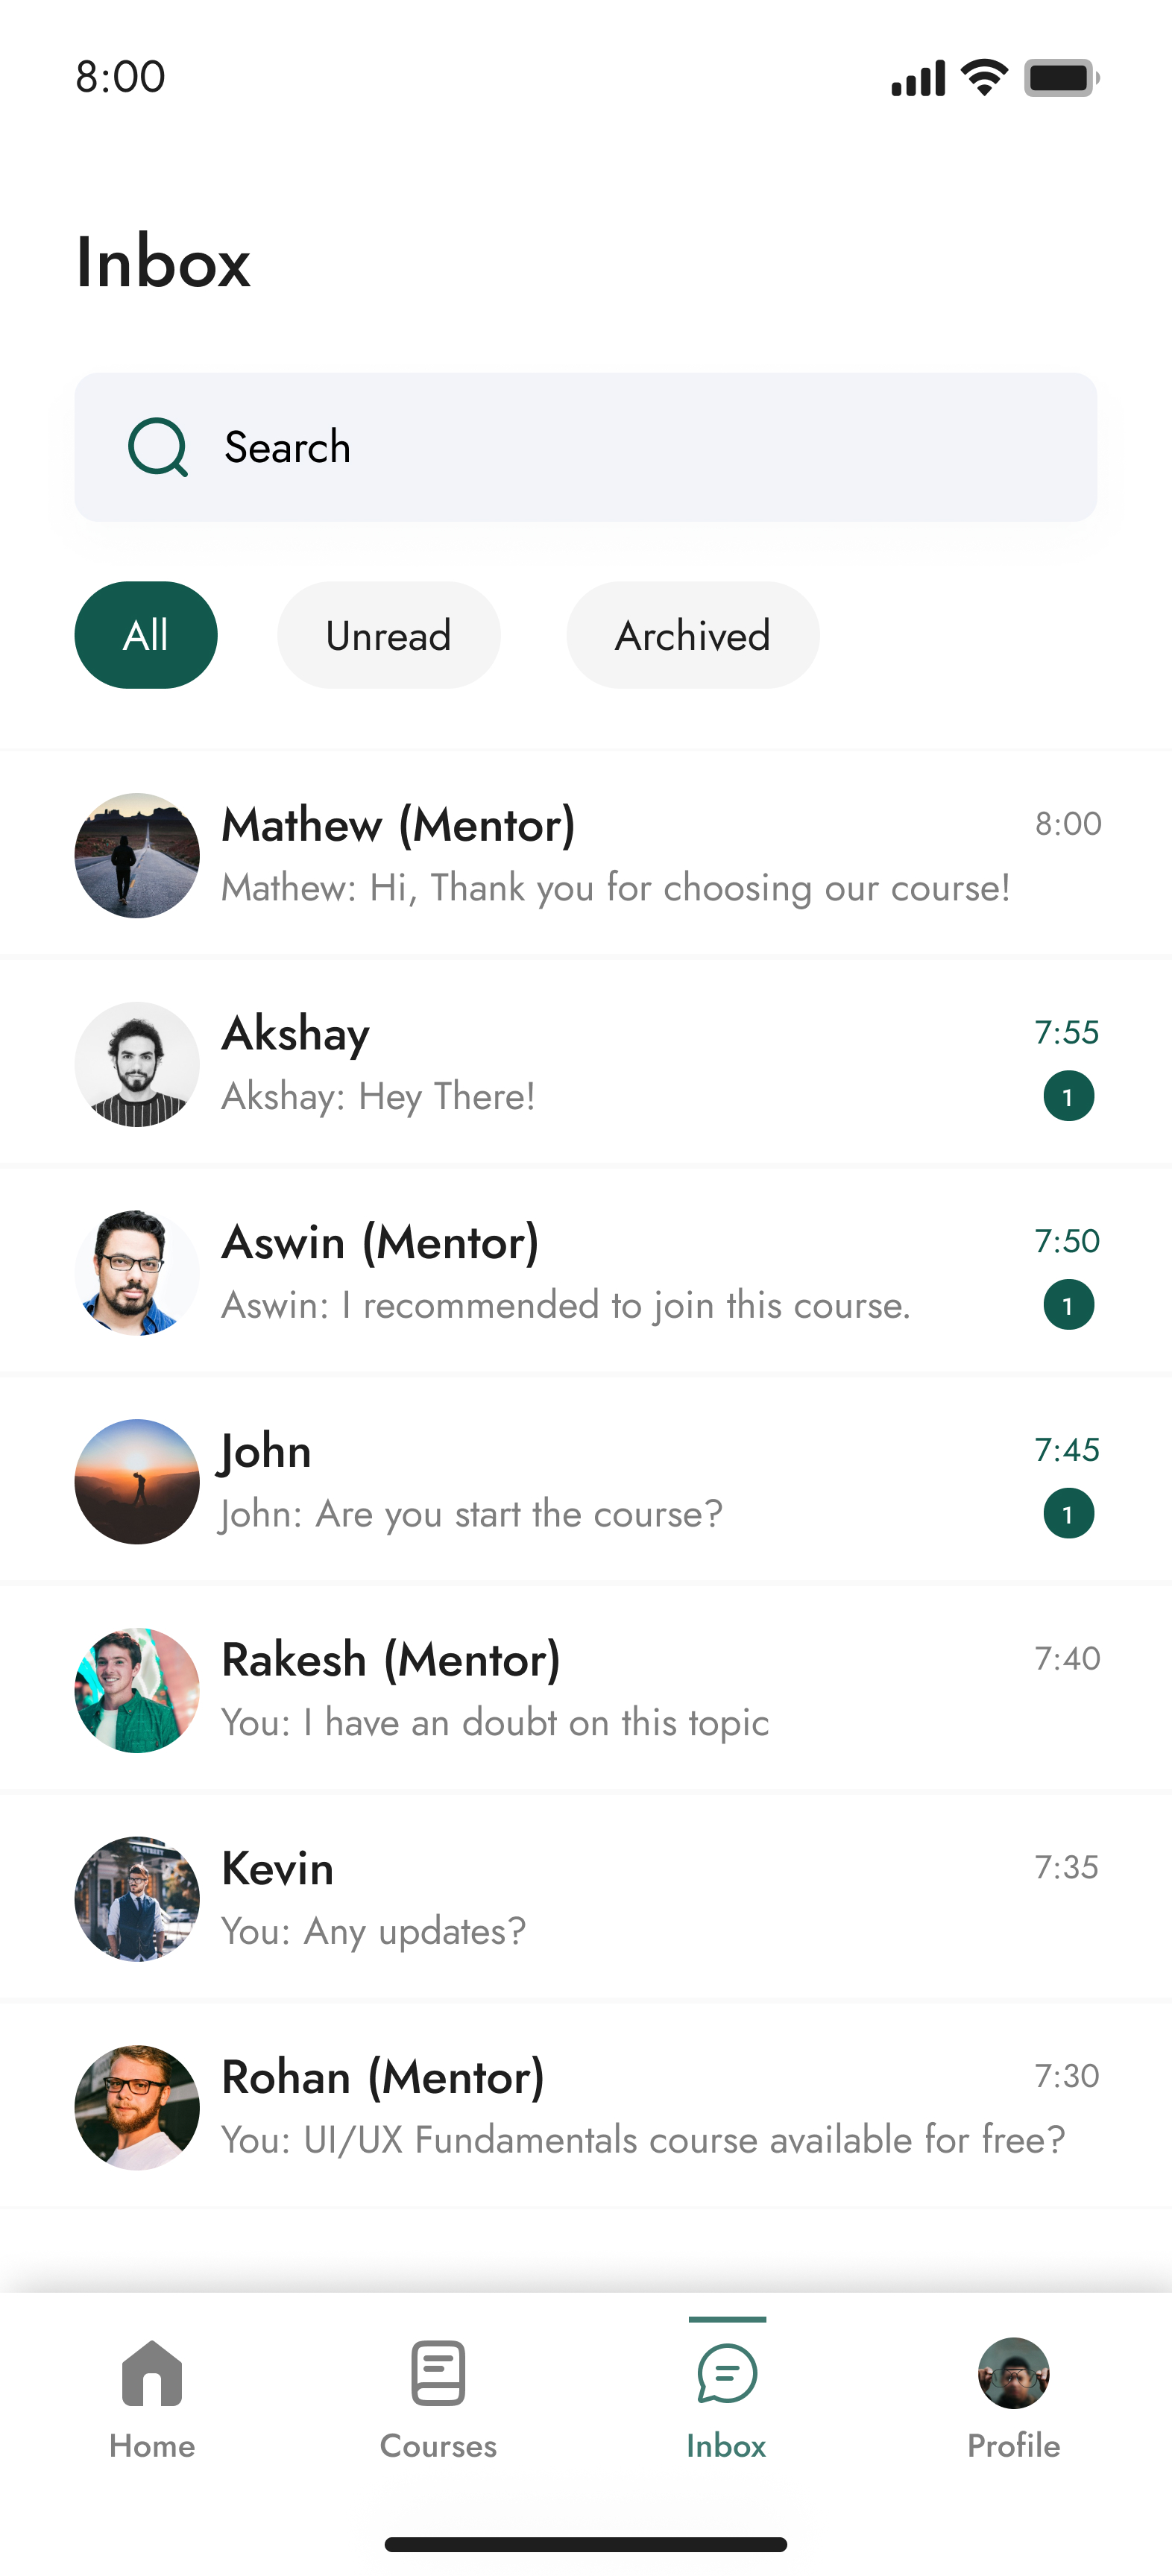 8:00
Inbox
Search
All Unread Archived
Mathew (Mentor) 8:00
Mathew: Hi, Thank you for choosing our course!
Akshay 7:55
Akshay: Hey There! 1
Aswin (Mentor) 7:50
Aswin: I recommended to join this course. 1
John 7:45
John: Are you start the course? 1
Rakesh (Mentor) 7:40
You: I have an doubt on this topic
Kevin 7:35
You: Any updates?
Rohan (Mentor) 7:30
You: UI/UX Fundamentals course available for free?
Home Courses Inbox Profile